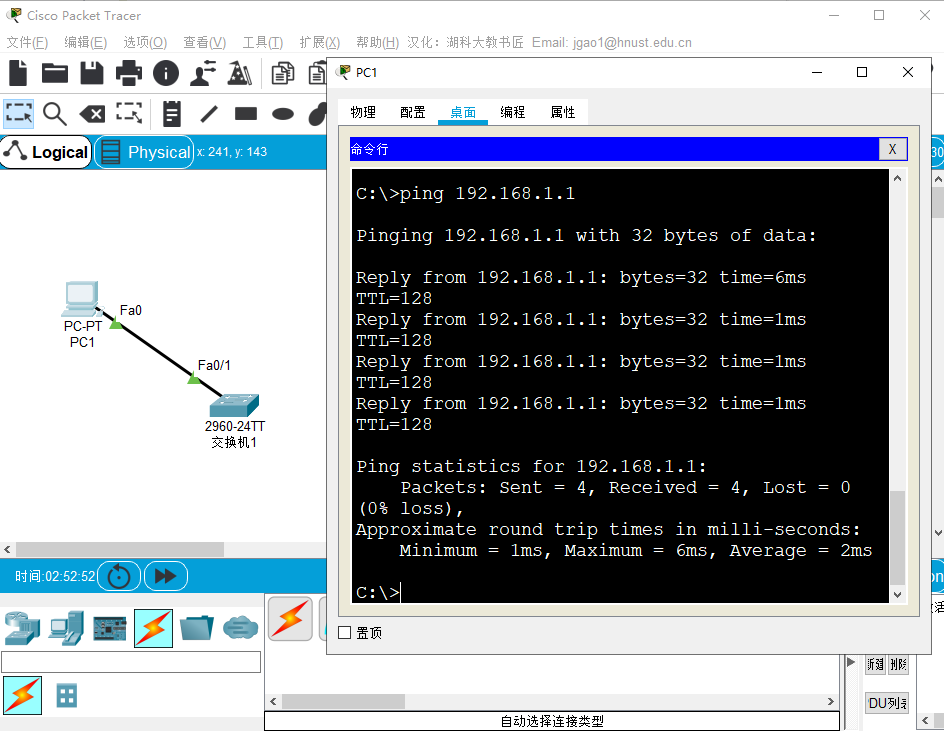 Cisco Packet Tracer
文件(F) 编辑(E) 选项(O) 查看(V) 工具(T) 扩展(X) 帮助(H) 汉化：湖科大教书匠 Email: jgao1@hnust.edu.cn
PC1
物理 配置 桌面 编程 属性
Logical Physical x: 241, y: 143
命令行 X
C:\>ping 192.168.1.1
Pinging 192.168.1.1 with 32 bytes of data:
Reply from 192.168.1.1: bytes=32 time=6ms
TTL=128
Reply from 192.168.1.1: bytes=32 time=1ms
TTL=128
Reply from 192.168.1.1: bytes=32 time=1ms
TTL=128
Reply from 192.168.1.1: bytes=32 time=1ms
TTL=128
Ping statistics for 192.168.1.1:
Packets: Sent = 4, Received = 4, Lost = 0
(0% loss),
Approximate round trip times in milli-seconds:
Minimum = 1ms, Maximum = 6ms, Average = 2ms
C:\>
置顶
Fa0
PC-PT
PC1
Fa0/1
2960-24TT
交换机1
时间:02:52:52
新建 删除
DU列表
自动选择连接类型